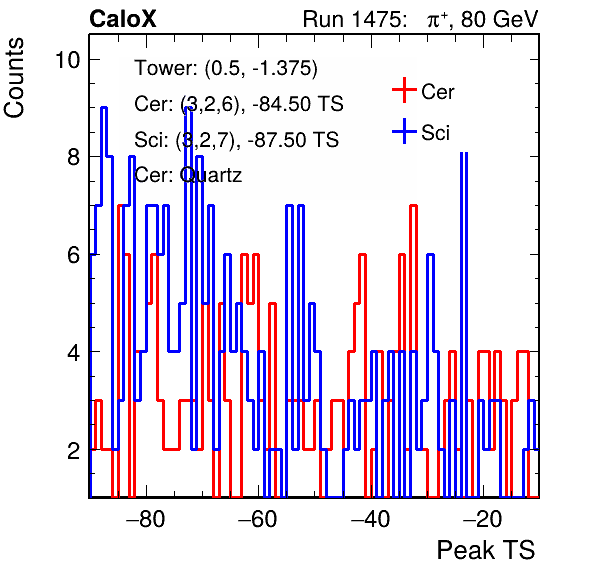 CaloX Run 1475: π⁺, 80 GeV
Counts
Tower: (0.5, -1.375)
Cer: (3,2,6), -84.50 TS
Sci: (3,2,7), -87.50 TS
Cer: Quartz
Cer
Sci
10
8
6
4
2
−80 −60 −40 −20
Peak TS